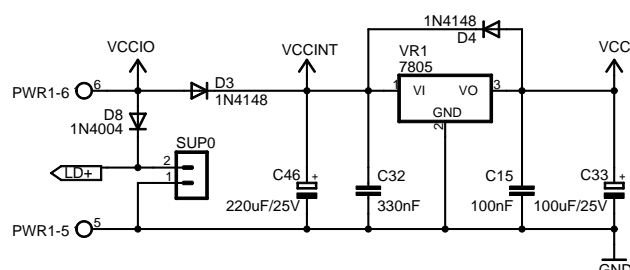 1N4148
D4
VCCIO
VCCINT
VR1
7805
VCC
PWR1-6
6
D3
1N4148
1
VI
VO
3
GND
2
D8
1N4004
SUP0
LD+
2
1
C46
+
220uF/25V
C32
330nF
C15
100nF
C33
+
100uF/25V
PWR1-5
5
GND